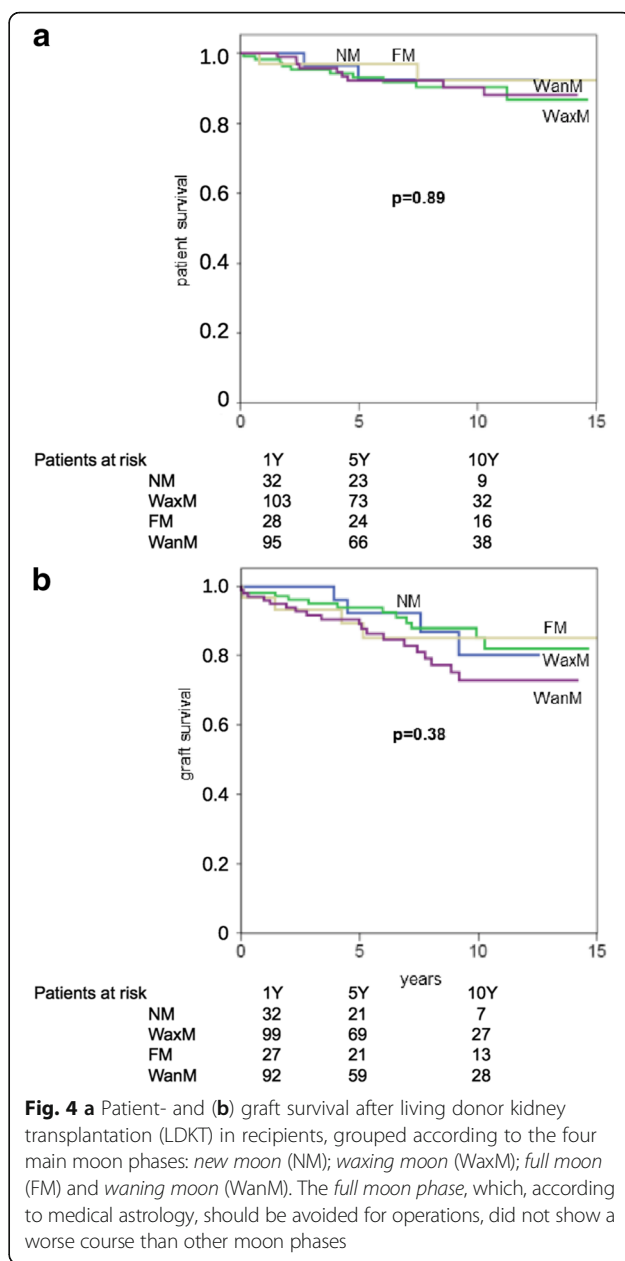 a
1.0
NM FM
WanM
WaxM
0.8
p=0.89
0.6
patient survival
0.4
0.2
0
0 5 10 15
Patients at risk 1Y 5Y 10Y
NM 32 23 9
WaxM 103 73 32
FM 28 24 16
WanM 95 66 38
b
1.0
NM
FM
WaxM
0.8
WanM
p=0.38
0.6
graft survival
0.4
0.2
0
0 5 10 15
years
Patients at risk 1Y 5Y 10Y
NM 32 21 7
WaxM 99 69 27
FM 27 21 13
WanM 92 59 28
Fig. 4 a Patient- and (b) graft survival after living donor kidney
transplantation (LDKT) in recipients, grouped according to the four
main moon phases: new moon (NM); waxing moon (WaxM); full moon
(FM) and waning moon (WanM). The full moon phase, which, according
to medical astrology, should be avoided for operations, did not show a
worse course than other moon phases